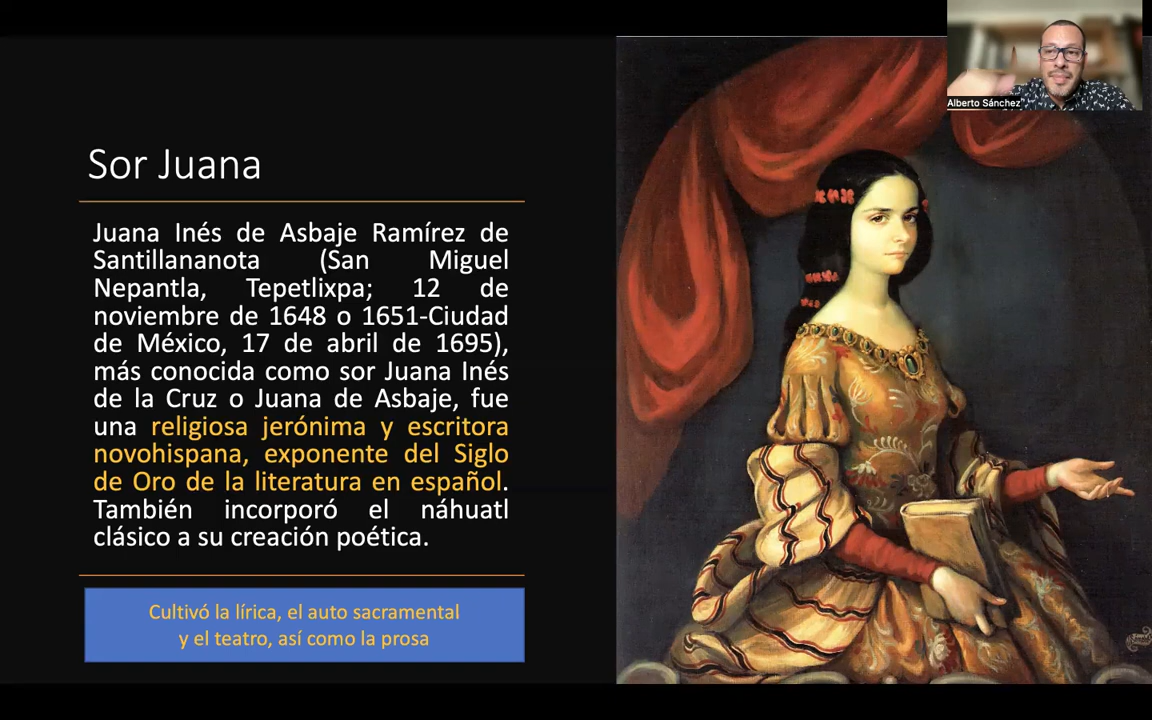 Alberto Sánchez
Sor Juana
Juana Inés de Asbaje Ramírez de
Santillananota (San Miguel
Nepantla, Tepetlixpa; 12 de
noviembre de 1648 o 1651-Ciudad
de México, 17 de abril de 1695),
más conocida como sor Juana Inés
de la Cruz o Juana de Asbaje, fue
una religiosa jerónima y escritora
novohispana, exponente del Siglo
de Oro de la literatura en español.
También incorporó el náhuatl
clásico a su creación poética.
Cultivó la lírica, el auto sacramental
y el teatro, así como la prosa